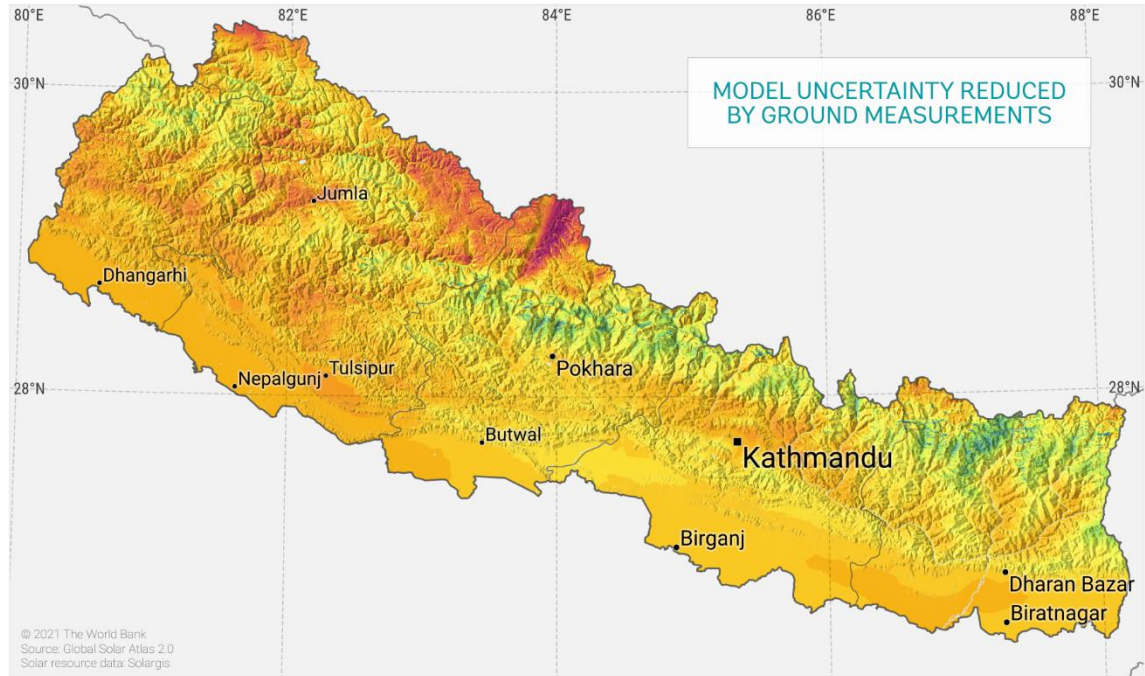 80°E
82°E
84°E
86°E
88°E
30°N
30°N
MODEL UNCERTAINTY REDUCED
BY GROUND MEASUREMENTS
Jumla
Dhangarhi
Nepalgunj
Tulsipur
Pokhara
28°N
28°N
Butwal
Kathmandu
Birganj
Dharan Bazar
Biratnagar
© 2021 The World Bank
Source: Global Solar Atlas 2.0
Solar resource data: Solargis